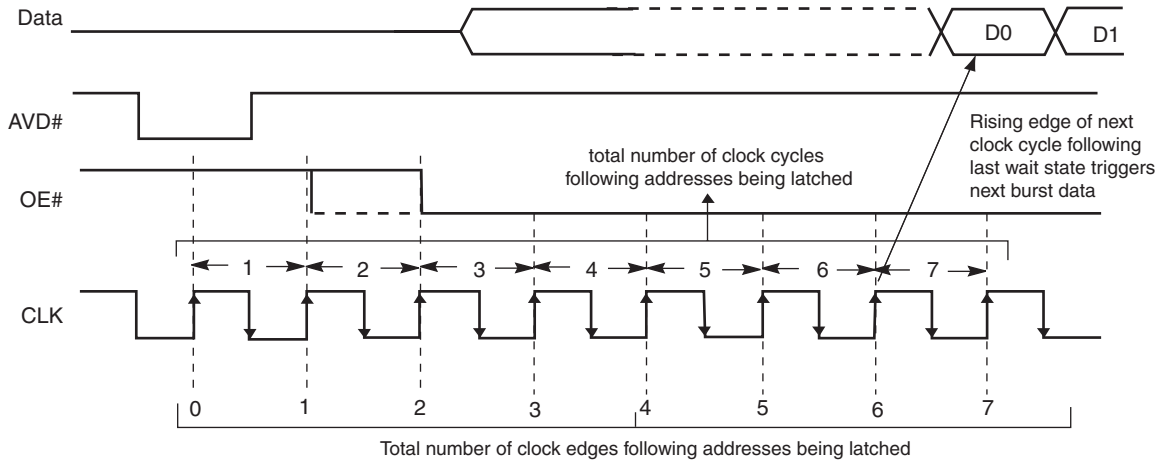 Data
D0
D1
AVD#
Rising edge of next
clock cycle following
last wait state triggers
next burst data
total number of clock cycles
following addresses being latched
OE#
1 2 3 4 5 6 7
CLK
0 1 2 3 4 5 6 7
Total number of clock edges following addresses being latched